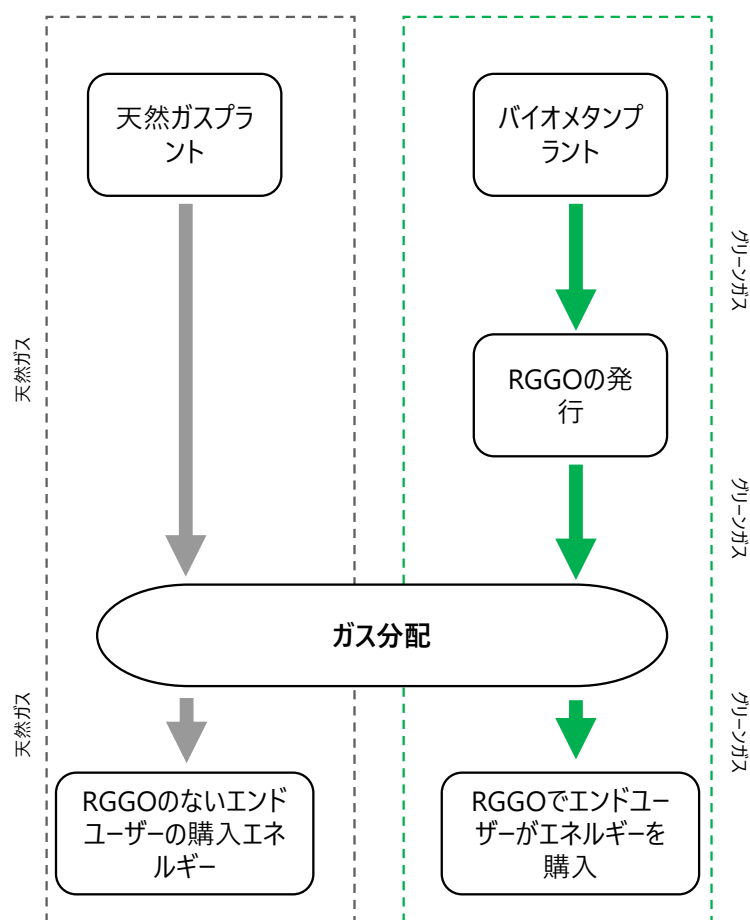 天然ガスプラ
ント
バイオメタンプ
ラント
グリーンガス
天然ガス
RGGOの発
行
グリーンガス
ガス分配
天然ガス
グリーンガス
RGGOのないエンド
ユーザーの購入エネ
ルギー
RGGOでエンドユー
ザーがエネルギーを
購入